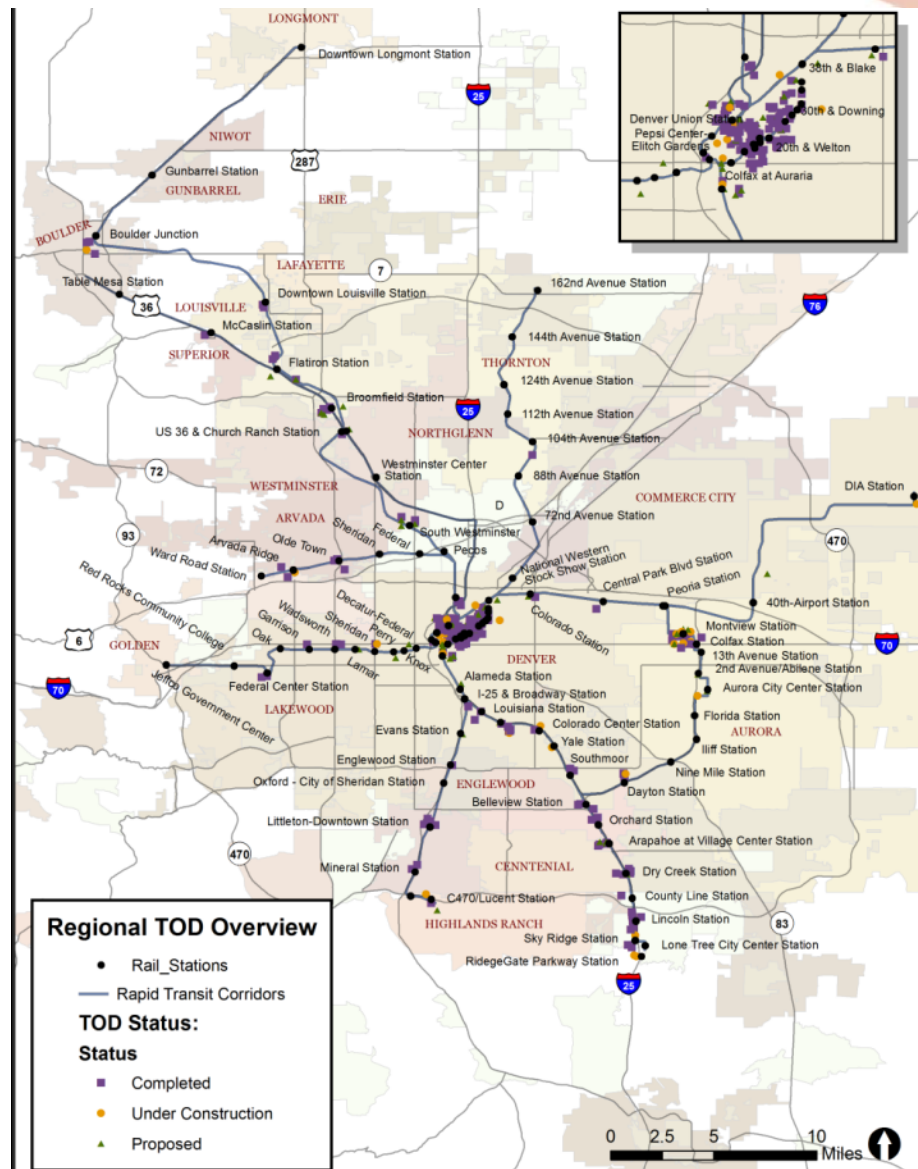 LONGMONT
Downtown Longmont Station
25
38th & Blake
30th & Downing
Denver Union Station
Pepsi Center-
Elitch Gardens
20th & Welton
Colfax at Auraria
NIWOT
287
Gunbarrel Station
GUNBARREL
ERIE
BOULDER
Boulder Junction
LAFAYETTE
7
Table Mesa Station
36
LOUISVILLE
Downtown Louisville Station
162nd Avenue Station
76
McCaslin Station
SUPERIOR
144th Avenue Station
Flatiron Station
THORNTON
124th Avenue Station
Broomfield Station
25
112th Avenue Station
US 36 & Church Ranch Station
NORTHGLENN
104th Avenue Station
72
Westminster Center
Station
88th Avenue Station
WESTMINSTER
COMMERCE CITY
DIA Station
D
ARVADA
South Westminster
72nd Avenue Station
93
Sheridan
Federal
Olde Town
Arvada Ridge
Ward Road Station
Pecos
470
National Western
Stock Show Station
Central Park Blvd Station
Peoria Station
Red Rocks Community College
Colorado Station
40th-Airport Station
Montview Station
6
GOLDEN
Oak
Garrison
Wadsworth
Sheridan
Decatur-Federal
Perry
Knox
Lamar
Colfax Station
70
13th Avenue Station
DENVER
2nd Avenue/Abilene Station
70
Jeffco Government Center
Federal Center Station
Alameda Station
Aurora City Center Station
I-25 & Broadway Station
LAKEWOOD
Louisiana Station
Florida Station
Evans Station
Colorado Center Station
AURORA
Yale Station
Iliff Station
Englewood Station
Southmoor
Nine Mile Station
Oxford - City of Sheridan Station
ENGLEWOOD
Dayton Station
Belleview Station
Littleton-Downtown Station
Orchard Station
Arapahoe at Village Center Station
470
Mineral Station
CENNTENIAL
Dry Creek Station
C470/Lucent Station
County Line Station
HIGHLANDS RANCH
Lincoln Station
83
Sky Ridge Station
Lone Tree City Center Station
RidegeGate Parkway Station
25
Regional TOD Overview
Rail_Stations
Rapid Transit Corridors
TOD Status:
Status
Completed
Under Construction
Proposed
0 2.5 5 10
Miles